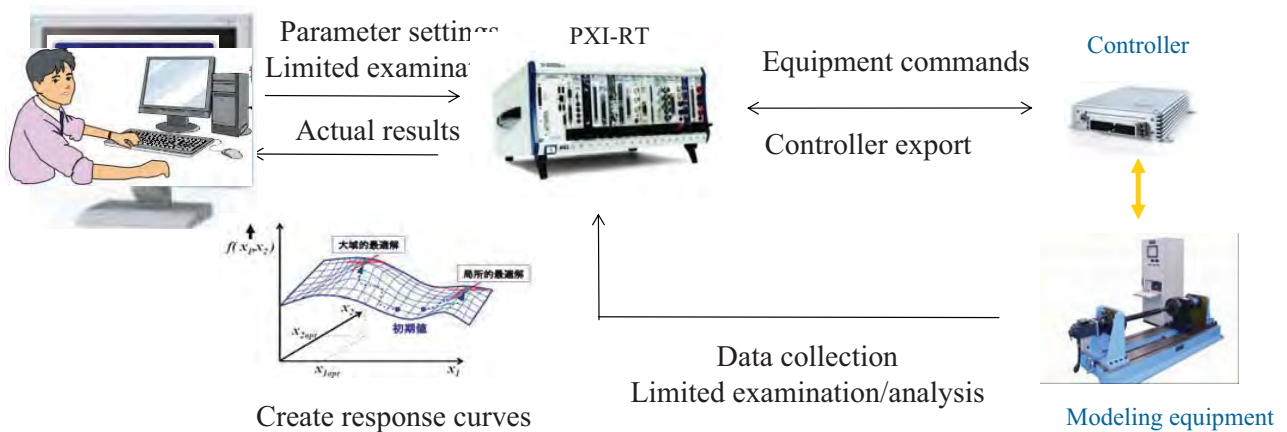 Parameter settings
Limited examinat
PXI-RT
Actual results
Equipment commands
Controller export
Controller
f(x1,x2)
大域的最適解
局所的最適解
初期値
x2
x2opt
x1opt
x1
Create response curves
Data collection
Limited examination/analysis
Modeling equipment